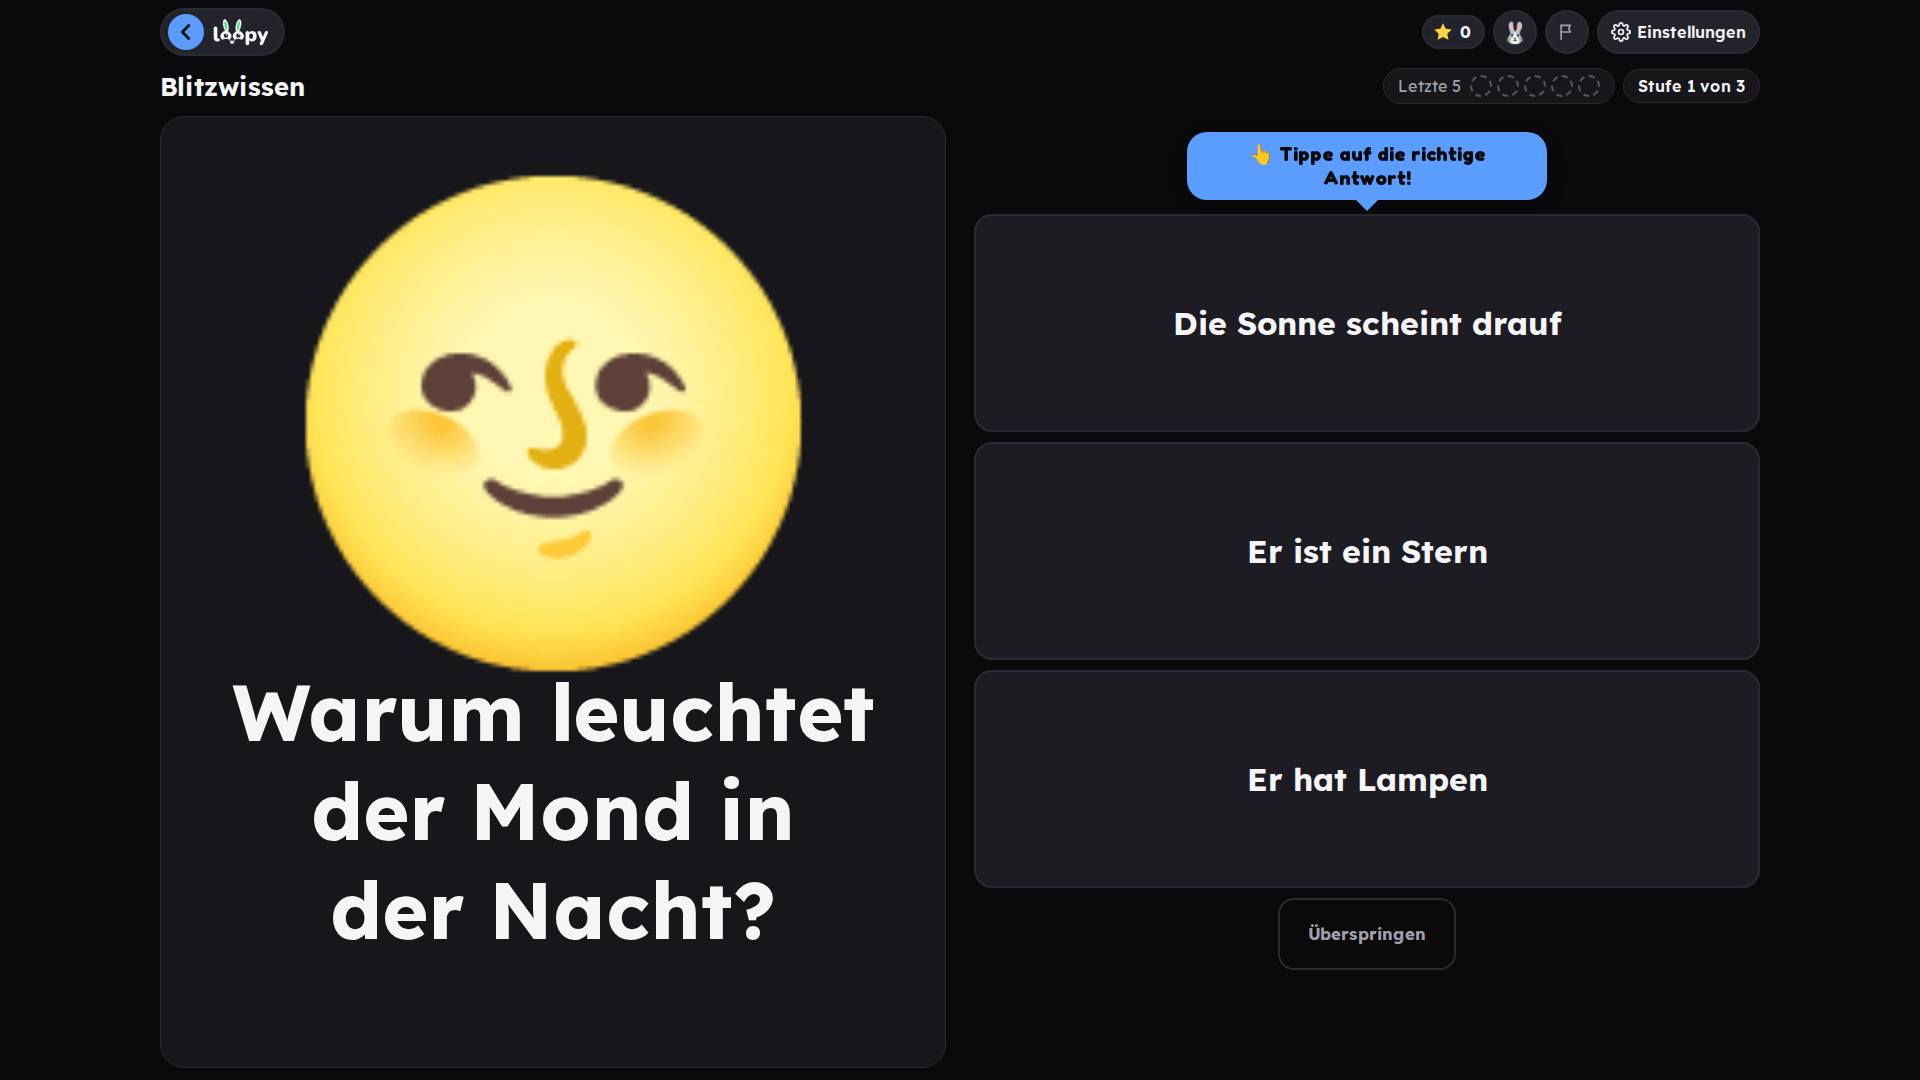 loopy
0
Einstellungen
Blitzwissen
Letzte 5
Stufe 1 von 3
Warum leuchtet
der Mond in
der Nacht?
👆 Tippe auf die richtige
Antwort!
Die Sonne scheint drauf
Er ist ein Stern
Er hat Lampen
Überspringen